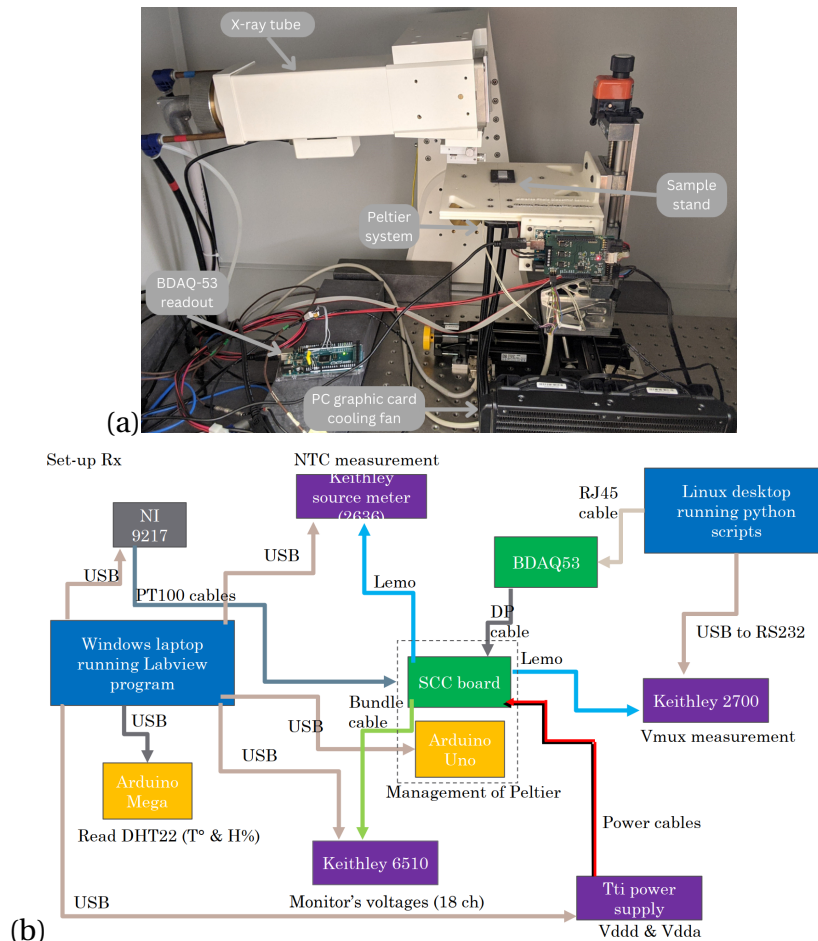 X-ray tube
Sample
stand
Peltier
system
BDAQ-53
readout
PC graphic card
cooling fan
(a)
Set-up Rx
NTC measurement
Keithley
source meter
(2636)
RJ45
cable
Linux desktop
running python
scripts
NI
9217
USB
USB
PT100 cables
Lemo
BDAQ53
DP
cable
USB to RS232
Windows laptop
running Labview
program
SCC board
Lemo
Keithley 2700
Vmux measurement
Bundle
cable
USB
USB
USB
Arduino
Uno
Management of Peltier
Arduino
Mega
Read DHT22 (T° & H%)
Power cables
Keithley 6510
Monitor's voltages (18 ch)
USB
Tti power
supply
Vddd & Vdda
(b)